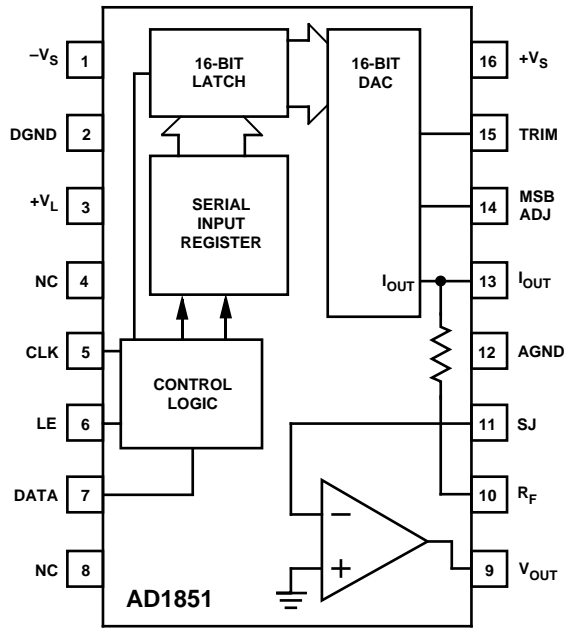 –VS
1
DGND
2
+VL
3
NC
4
CLK
5
LE
6
DATA
7
NC
8
16-BIT
LATCH
SERIAL
INPUT
REGISTER
CONTROL
LOGIC
16-BIT
DAC
IOUT
–
+
AD1851
16
+VS
15
TRIM
14
MSB
ADJ
13
IOUT
12
AGND
11
SJ
10
RF
9
VOUT